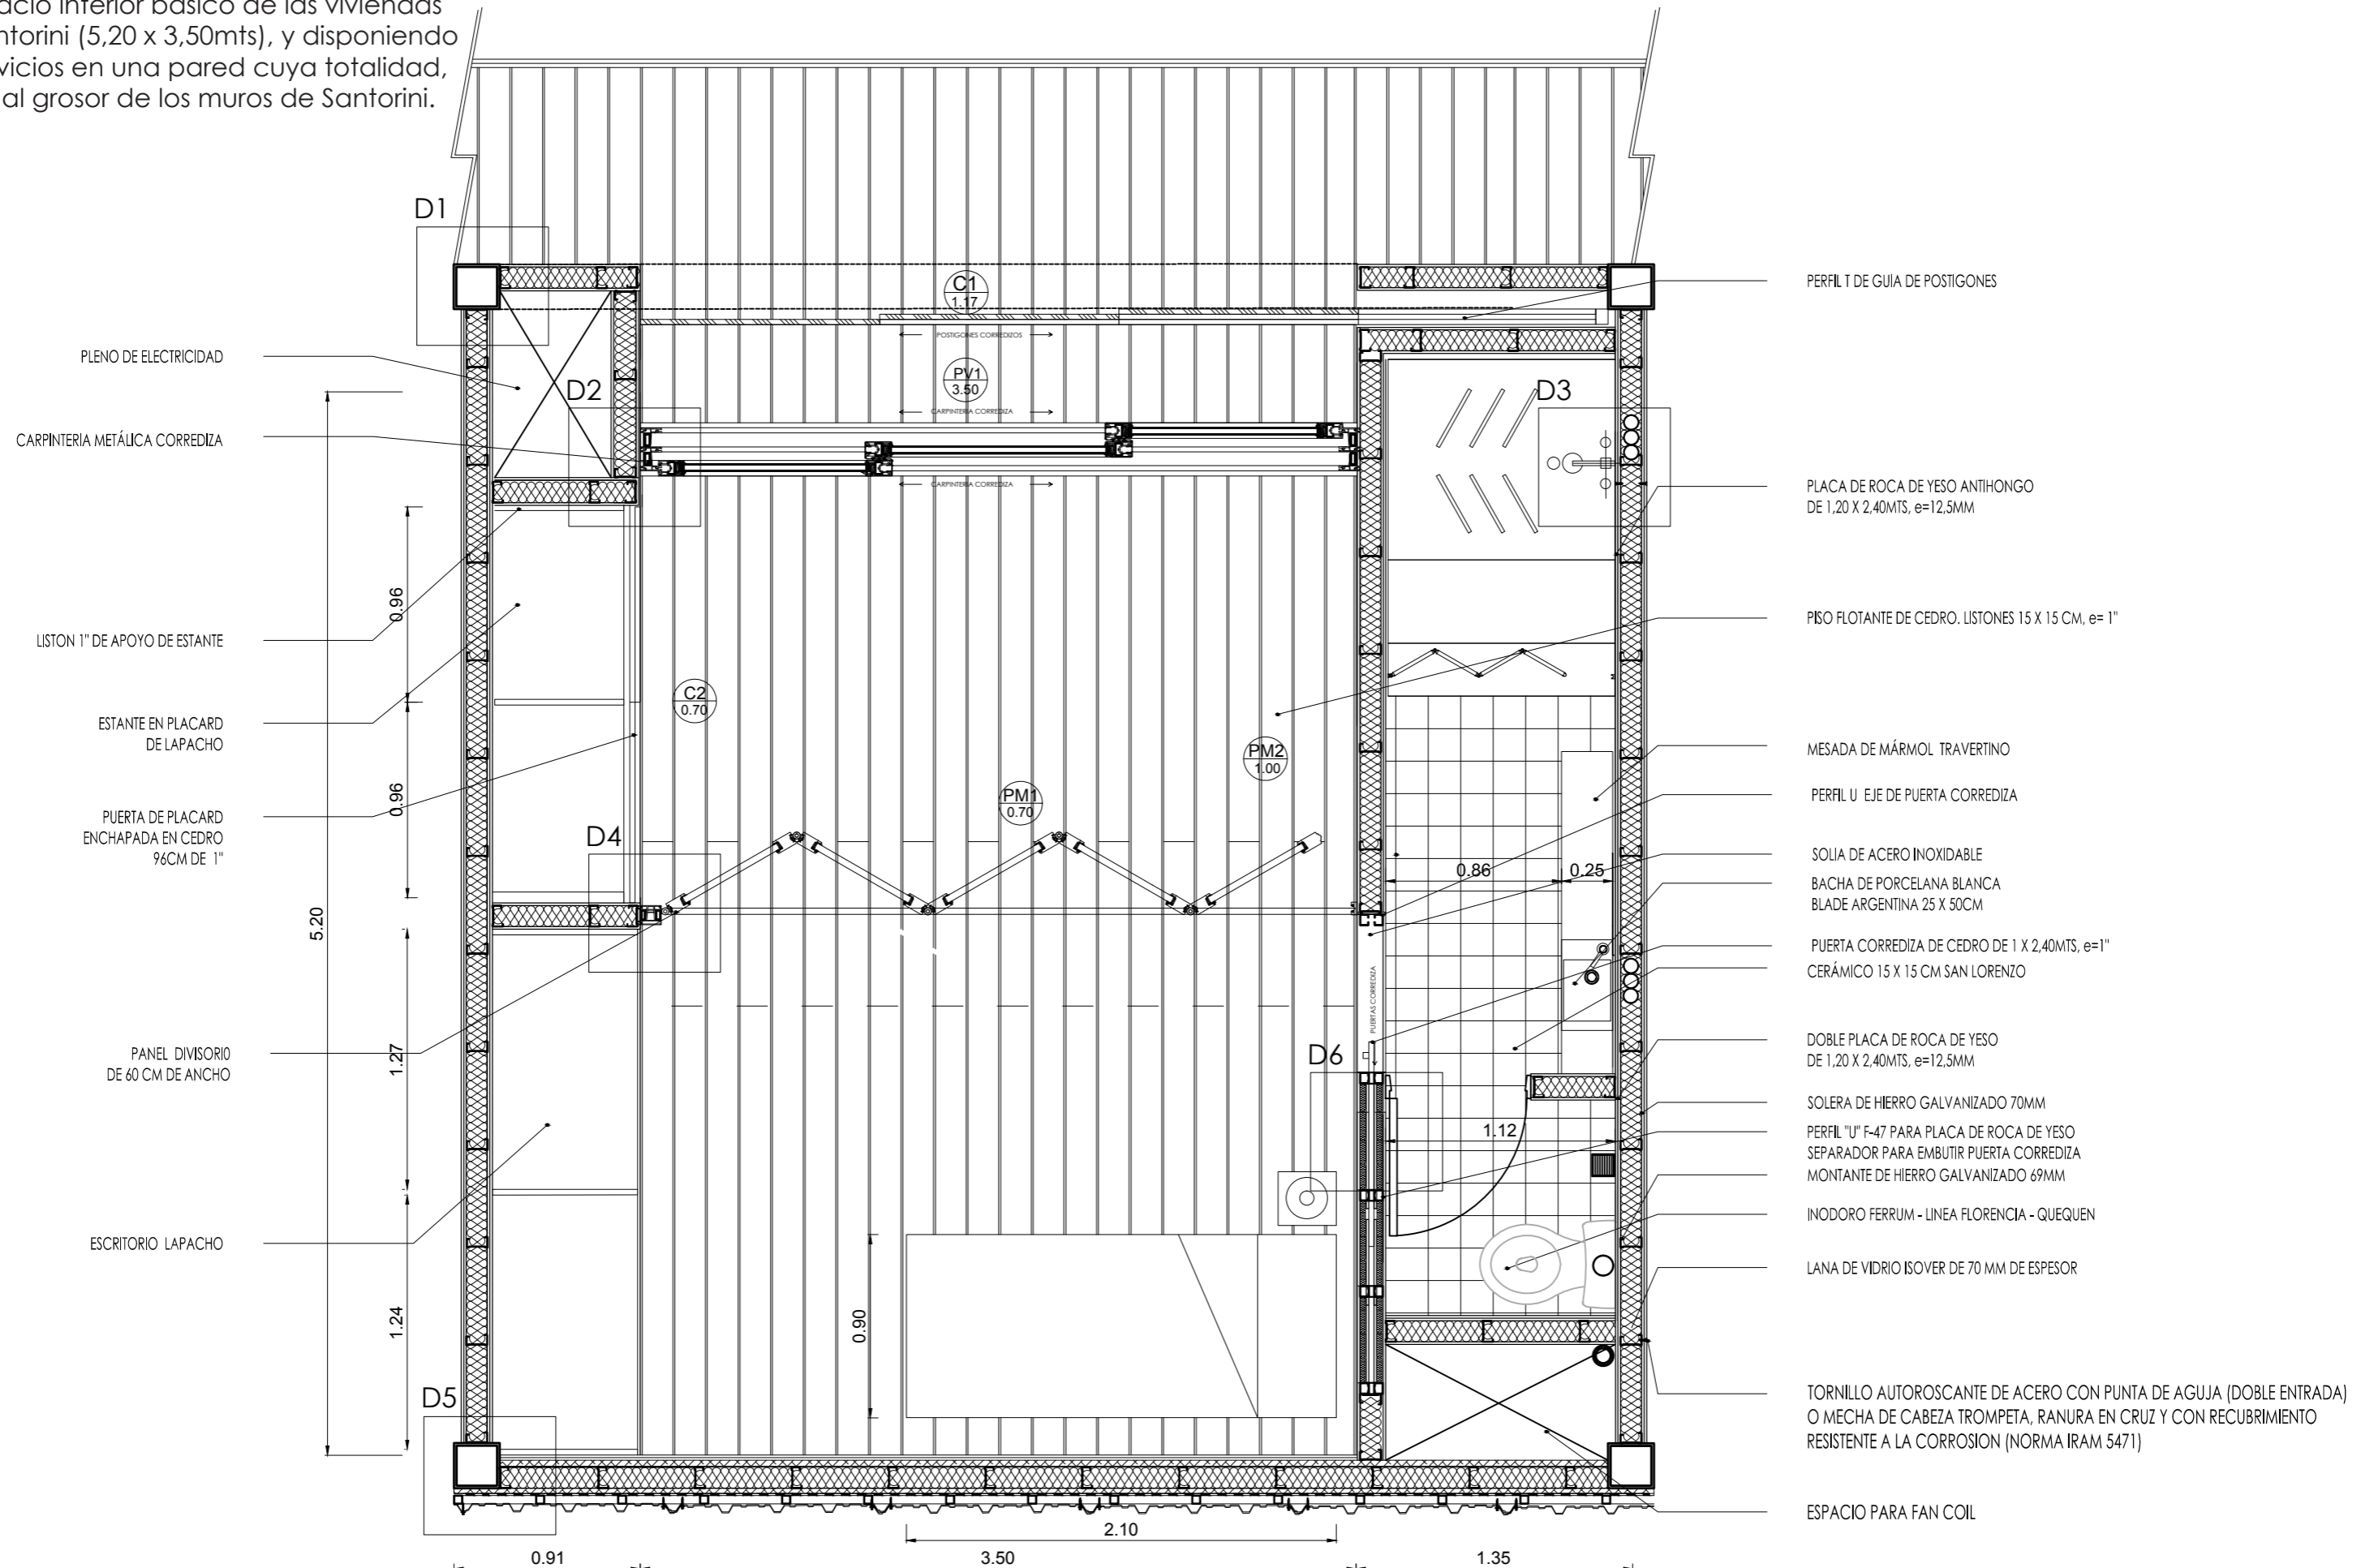 acio interior básico de las viviendas
ntorini (5,20 x 3,50mts), y disponiendo
vicios en una pared cuya totalidad,
al grosor de los muros de Santorini.
D1
C1
1.17
PERFIL T DE GUIA DE POSTIGONES
POSTIGONES CORREDIZOS
PLENO DE ELECTRICIDAD
PV1
3.50
D2
D3
CARPINTERIA CORREDIZA
CARPINTERIA METÁLICA CORREDIZA
CARPINTERIA CORREDIZA
PLACA DE ROCA DE YESO ANTIHONGO
DE 1,20 X 2,40MTS, e=12,5MM
0.96
PISO FLOTANTE DE CEDRO. LISTONES 15 X 15 CM, e= 1"
LISTON 1" DE APOYO DE ESTANTE
C2
0.70
ESTANTE EN PLACARD
DE LAPACHO
PM2
1.00
MESADA DE MÁRMOL TRAVERTINO
PM1
0.70
0.96
PERFIL U EJE DE PUERTA CORREDIZA
PUERTA DE PLACARD
ENCHAPADA EN CEDRO
96CM DE 1"
D4
SOLIA DE ACERO INOXIDABLE
0.86
0.25
BACHA DE PORCELANA BLANCA
BLADE ARGENTINA 25 X 50CM
5.20
PUERTA CORREDIZA DE CEDRO DE 1 X 2,40MTS, e=1"
CERÁMICO 15 X 15 CM SAN LORENZO
PUERTAS CORREDIZA
PANEL DIVISORIO
DE 60 CM DE ANCHO
1.27
D6
DOBLE PLACA DE ROCA DE YESO
DE 1,20 X 2,40MTS, e=12,5MM
SOLERA DE HIERRO GALVANIZADO 70MM
1.12
PERFIL "U" F-47 PARA PLACA DE ROCA DE YESO
SEPARADOR PARA EMBUTIR PUERTA CORREDIZA
MONTANTE DE HIERRO GALVANIZADO 69MM
INODORO FERRUM - LINEA FLORENCIA - QUEQUEN
ESCRITORIO LAPACHO
LANA DE VIDRIO ISOVER DE 70 MM DE ESPESOR
1.24
0.90
D5
TORNILLO AUTOROSCANTE DE ACERO CON PUNTA DE AGUJA (DOBLE ENTRADA)
O MECHA DE CABEZA TROMPETA, RANURA EN CRUZ Y CON RECUBRIMIENTO
RESISTENTE A LA CORROSION (NORMA IRAM 5471)
ESPACIO PARA FAN COIL
2.10
0.91
3.50
1.35